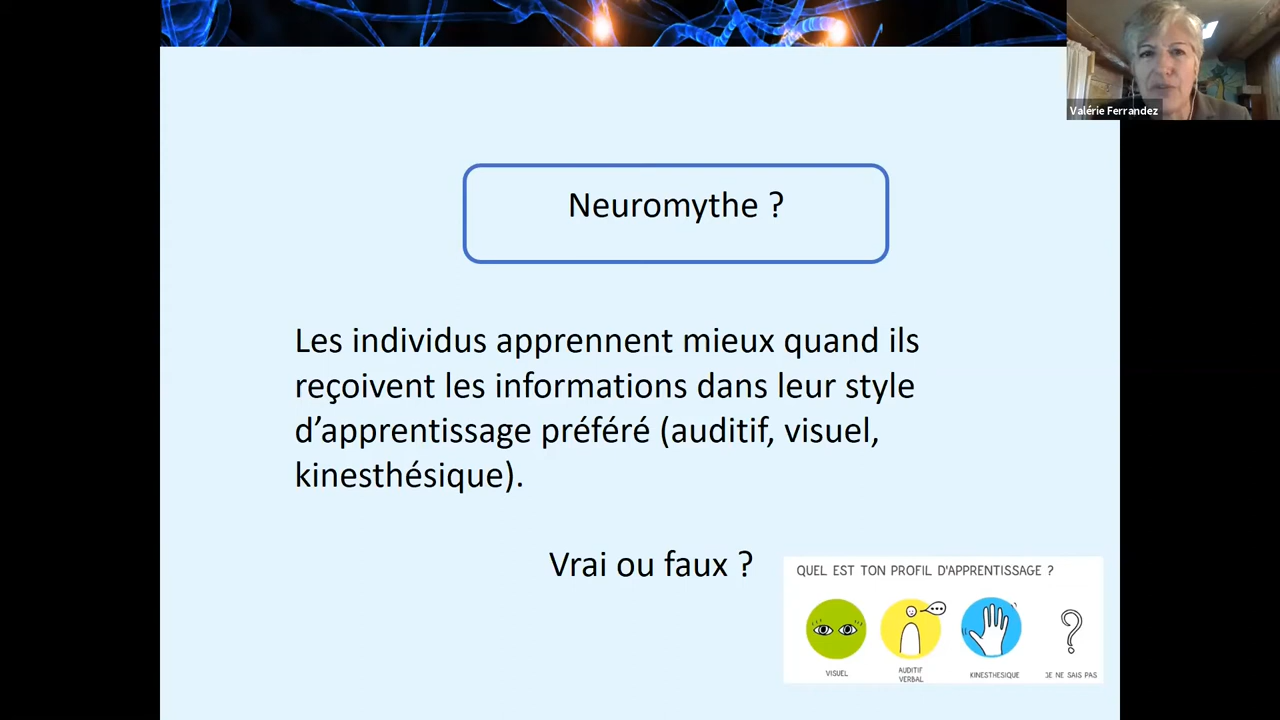 Valérie Ferrandez
Neuromythe ?
Les individus apprennent mieux quand ils
reçoivent les informations dans leur style
d’apprentissage préféré (auditif, visuel,
kinesthésique).
Vrai ou faux ?
QUEL EST TON PROFIL D'APPRENTISSAGE ?
VISUEL
AUDITIF
VERBAL
KINESTHESIQUE
JE NE SAIS PAS